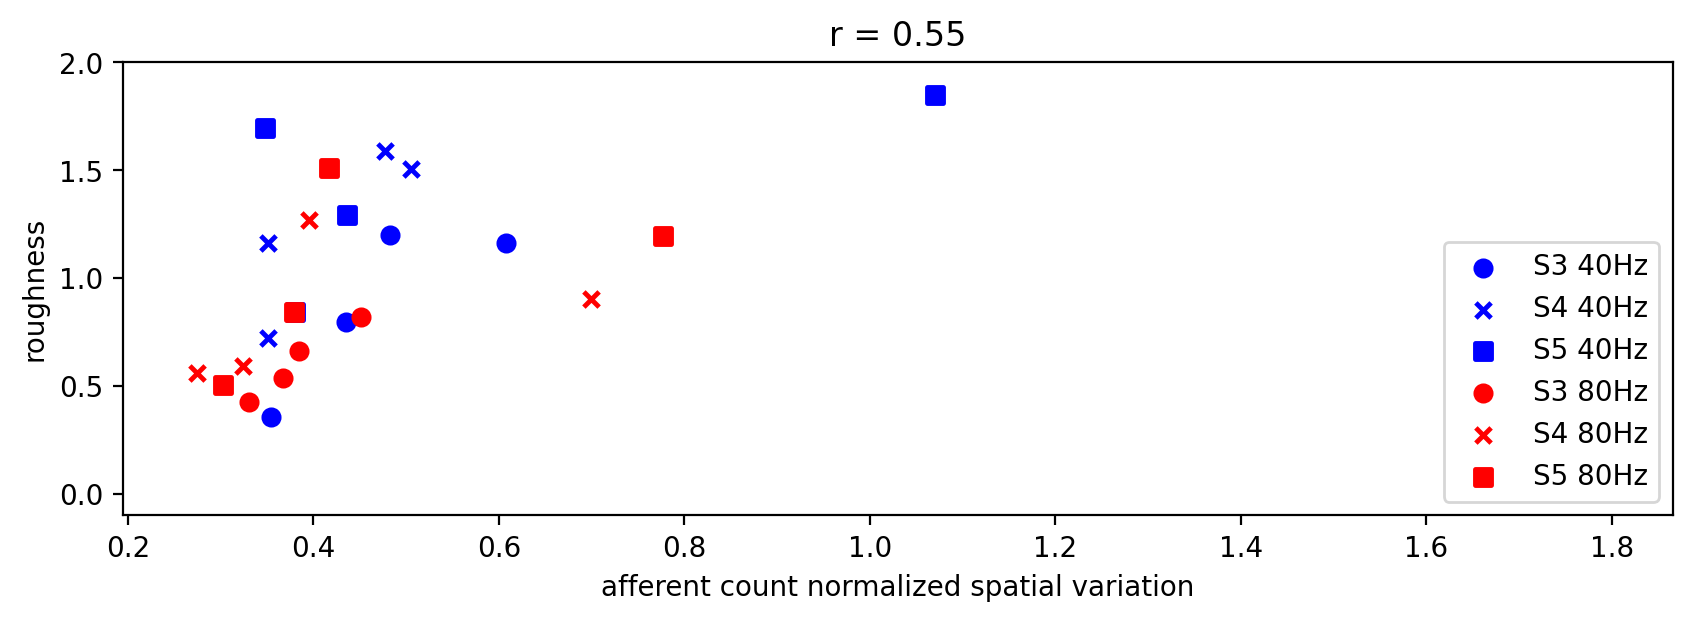 r = 0.55
2.0
1.5
1.0
0.5
0.0
roughness
0.2 0.4 0.6 0.8 1.0 1.2 1.4 1.6 1.8
afferent count normalized spatial variation
S3 40Hz
S4 40Hz
S5 40Hz
S3 80Hz
S4 80Hz
S5 80Hz